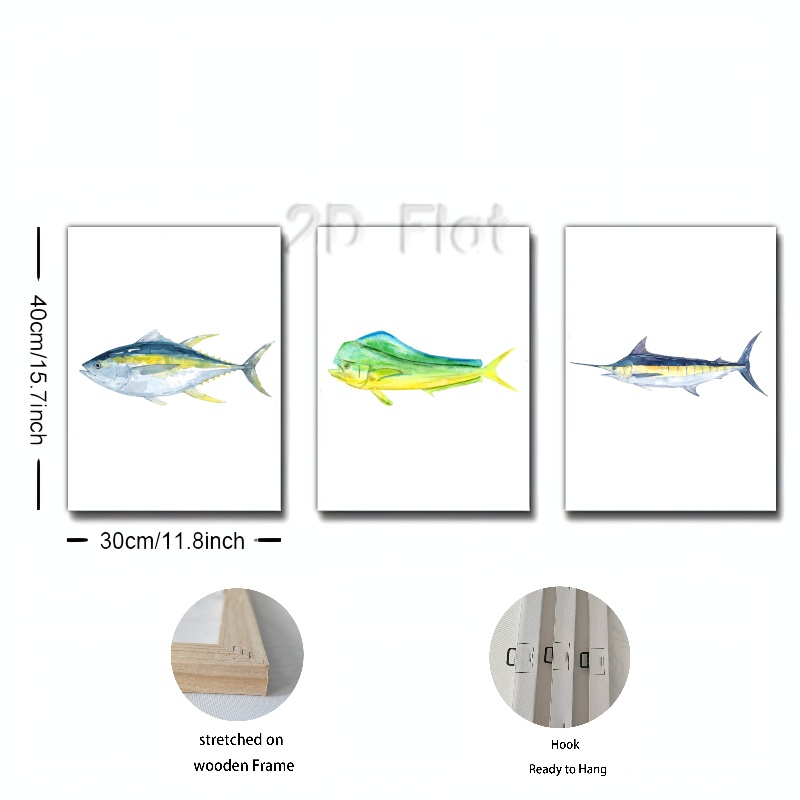 2D Flat
40cm/15.7inch
30cm/11.8inch
stretched on
wooden Frame
Hook
Ready to Hang